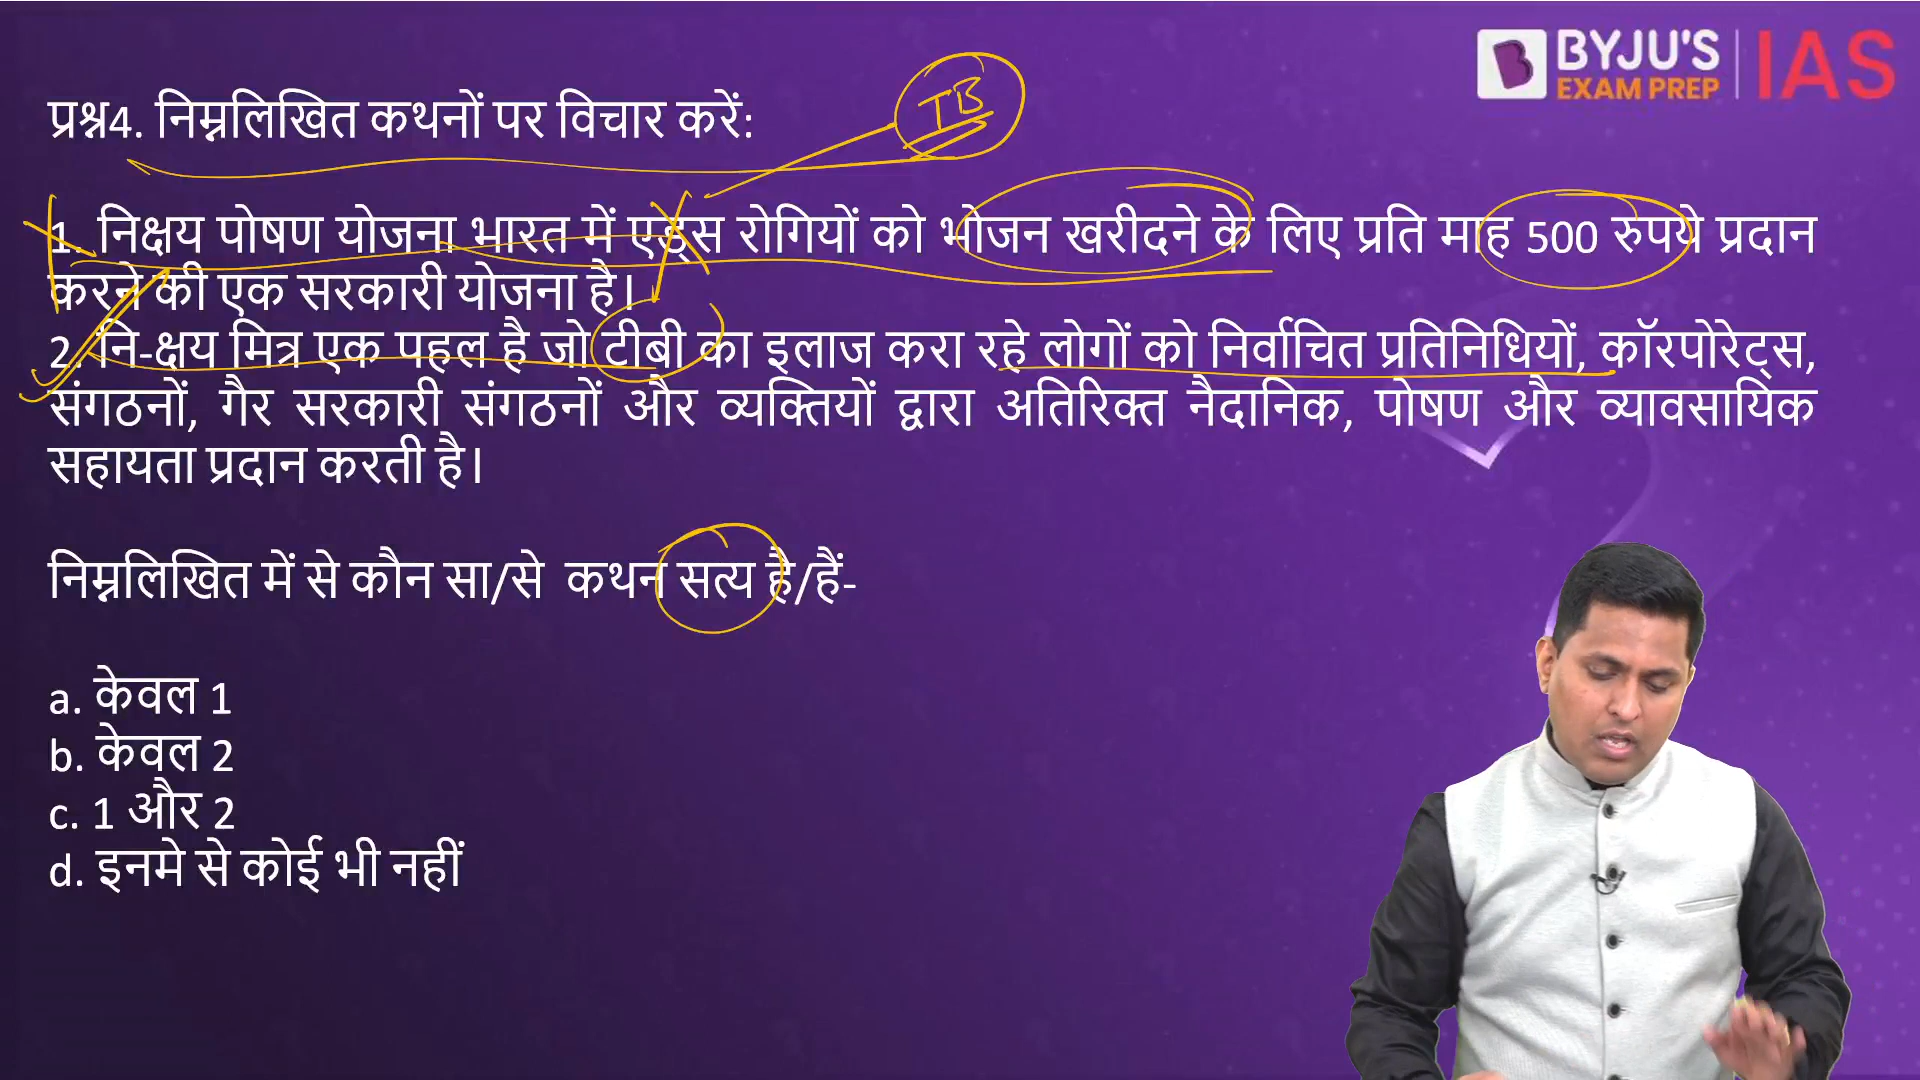 BYJU'S
EXAM PREP
IAS
TB
प्रश्न4. निम्नलिखित कथनों पर विचार करें:
1. निक्षय पोषण योजना भारत में एड्स रोगियों को भोजन खरीदने के लिए प्रति माह 500 रुपये प्रदान
करने की एक सरकारी योजना है।
2. नि-क्षय मित्र एक पहल है जो टीबी का इलाज करा रहे लोगों को निर्वाचित प्रतिनिधियों, कॉरपोरेट्स,
संगठनों, गैर सरकारी संगठनों और व्यक्तियों द्वारा अतिरिक्त नैदानिक, पोषण और व्यावसायिक
सहायता प्रदान करती है।
निम्नलिखित में से कौन सा/से कथन सत्य है/हैं-
a. केवल 1
b. केवल 2
c. 1 और 2
d. इनमे से कोई भी नहीं